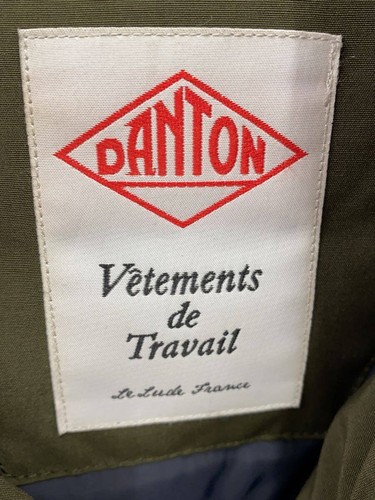 DANTON
Vêtements
de
Travail
Le Lude France